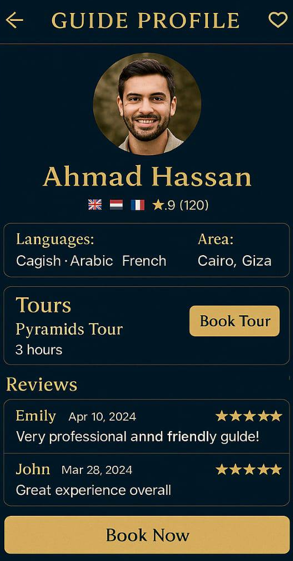 GUIDE PROFILE
Ahmad Hassan
★.9 (120)
Languages:
Cagish · Arabic French
Area:
Cairo, Giza
Tours
Pyramids Tour
3 hours
Book Tour
Reviews
Emily Apr 10, 2024 ★★★★★
Very professional annd friendly gulde!
John Mar 28, 2024 ★★★★★
Great experience overall
Book Now